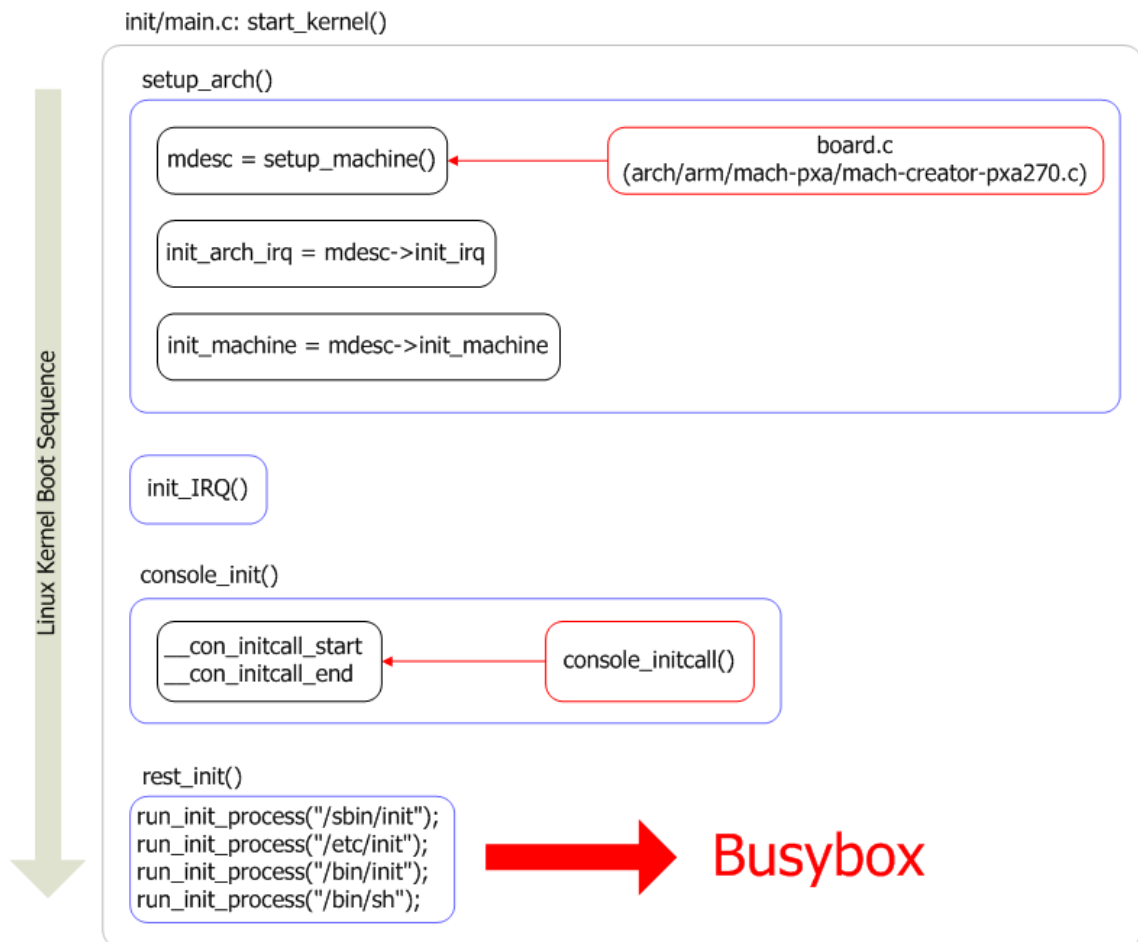 init/main.c: start_kernel()
setup_arch()
mdesc = setup_machine()
board.c
(arch/arm/mach-pxa/mach-creator-pxa270.c)
init_arch_irq = mdesc->init_irq
init_machine = mdesc->init_machine
Linux Kernel Boot Sequence
init_IRQ()
console_init()
__con_initcall_start
__con_initcall_end
console_initcall()
rest_init()
run_init_process("/sbin/init");
run_init_process("/etc/init");
run_init_process("/bin/init");
run_init_process("/bin/sh");
Busybox